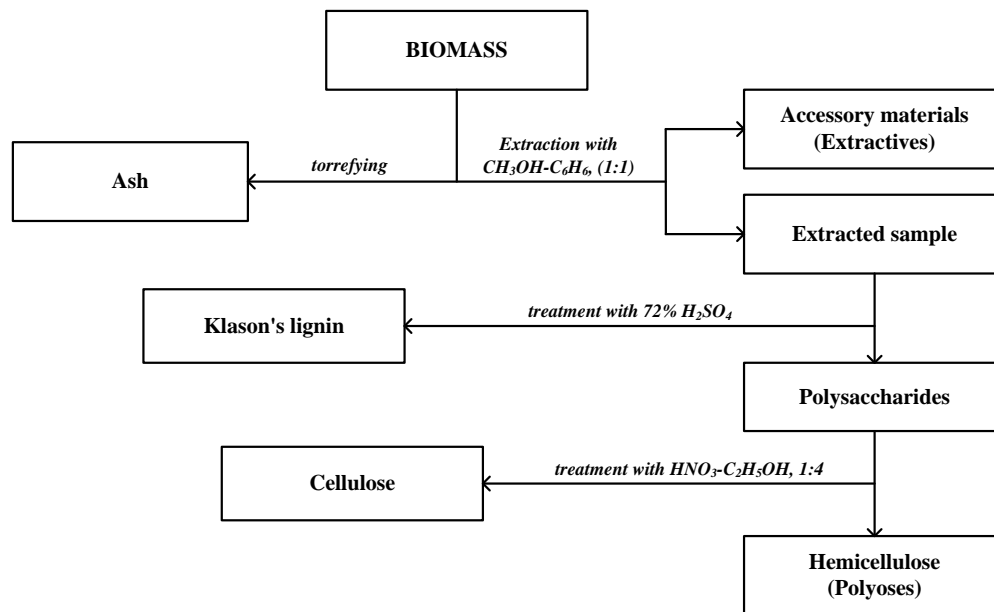 BIOMASS
Accessory materials
(Extractives)
Extraction with
CH₃OH-C₆H₆, (1:1)
torrefying
Ash
Extracted sample
treatment with 72% H₂SO₄
Klason's lignin
Polysaccharides
treatment with HNO₃-C₂H₅OH, 1:4
Cellulose
Hemicellulose
(Polyoses)